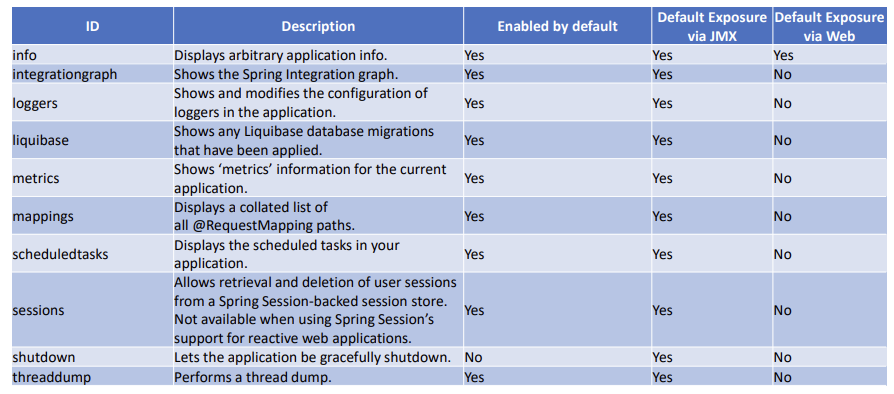 ID Description Enabled by default Default Exposure via JMX Default Exposure via Web
info Displays arbitrary application info. Yes Yes Yes
integrationgraph Shows the Spring Integration graph. Yes Yes No
loggers Shows and modifies the configuration of
loggers in the application. Yes Yes No
liquibase Shows any Liquibase database migrations
that have been applied. Yes Yes No
metrics Shows ‘metrics’ information for the current
application. Yes Yes No
mappings Displays a collated list of
all @RequestMapping paths. Yes Yes No
scheduledtasks Displays the scheduled tasks in your
application. Yes Yes No
sessions Allows retrieval and deletion of user sessions
from a Spring Session-backed session store.
Not available when using Spring Session’s
support for reactive web applications. Yes Yes No
shutdown Lets the application be gracefully shutdown. No Yes No
threaddump Performs a thread dump. Yes Yes No